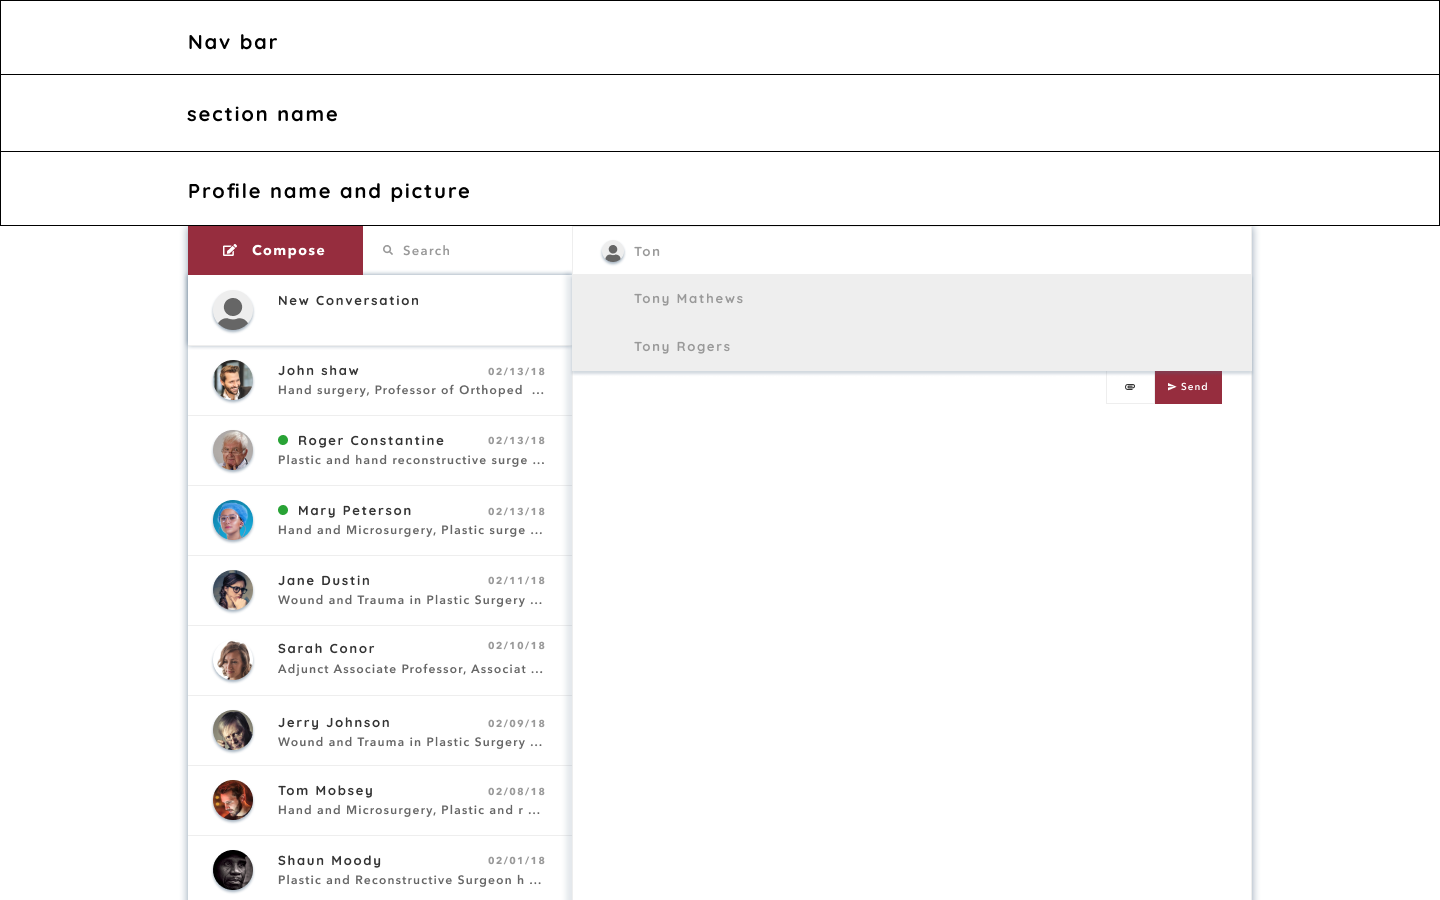 Nav bar
section name
Profile name and picture
Compose
Search
Ton
New Conversation
Tony Mathews
Tony Rogers
Send
John shaw 02/13/18
Hand surgery, Professor of Orthoped ...
Roger Constantine 02/13/18
Plastic and hand reconstructive surge ...
Mary Peterson 02/13/18
Hand and Microsurgery, Plastic surge ...
Jane Dustin 02/11/18
Wound and Trauma in Plastic Surgery ...
Sarah Conor 02/10/18
Adjunct Associate Professor, Associat ...
Jerry Johnson 02/09/18
Wound and Trauma in Plastic Surgery ...
Tom Mobsey 02/08/18
Hand and Microsurgery, Plastic and r ...
Shaun Moody 02/01/18
Plastic and Reconstructive Surgeon h ...